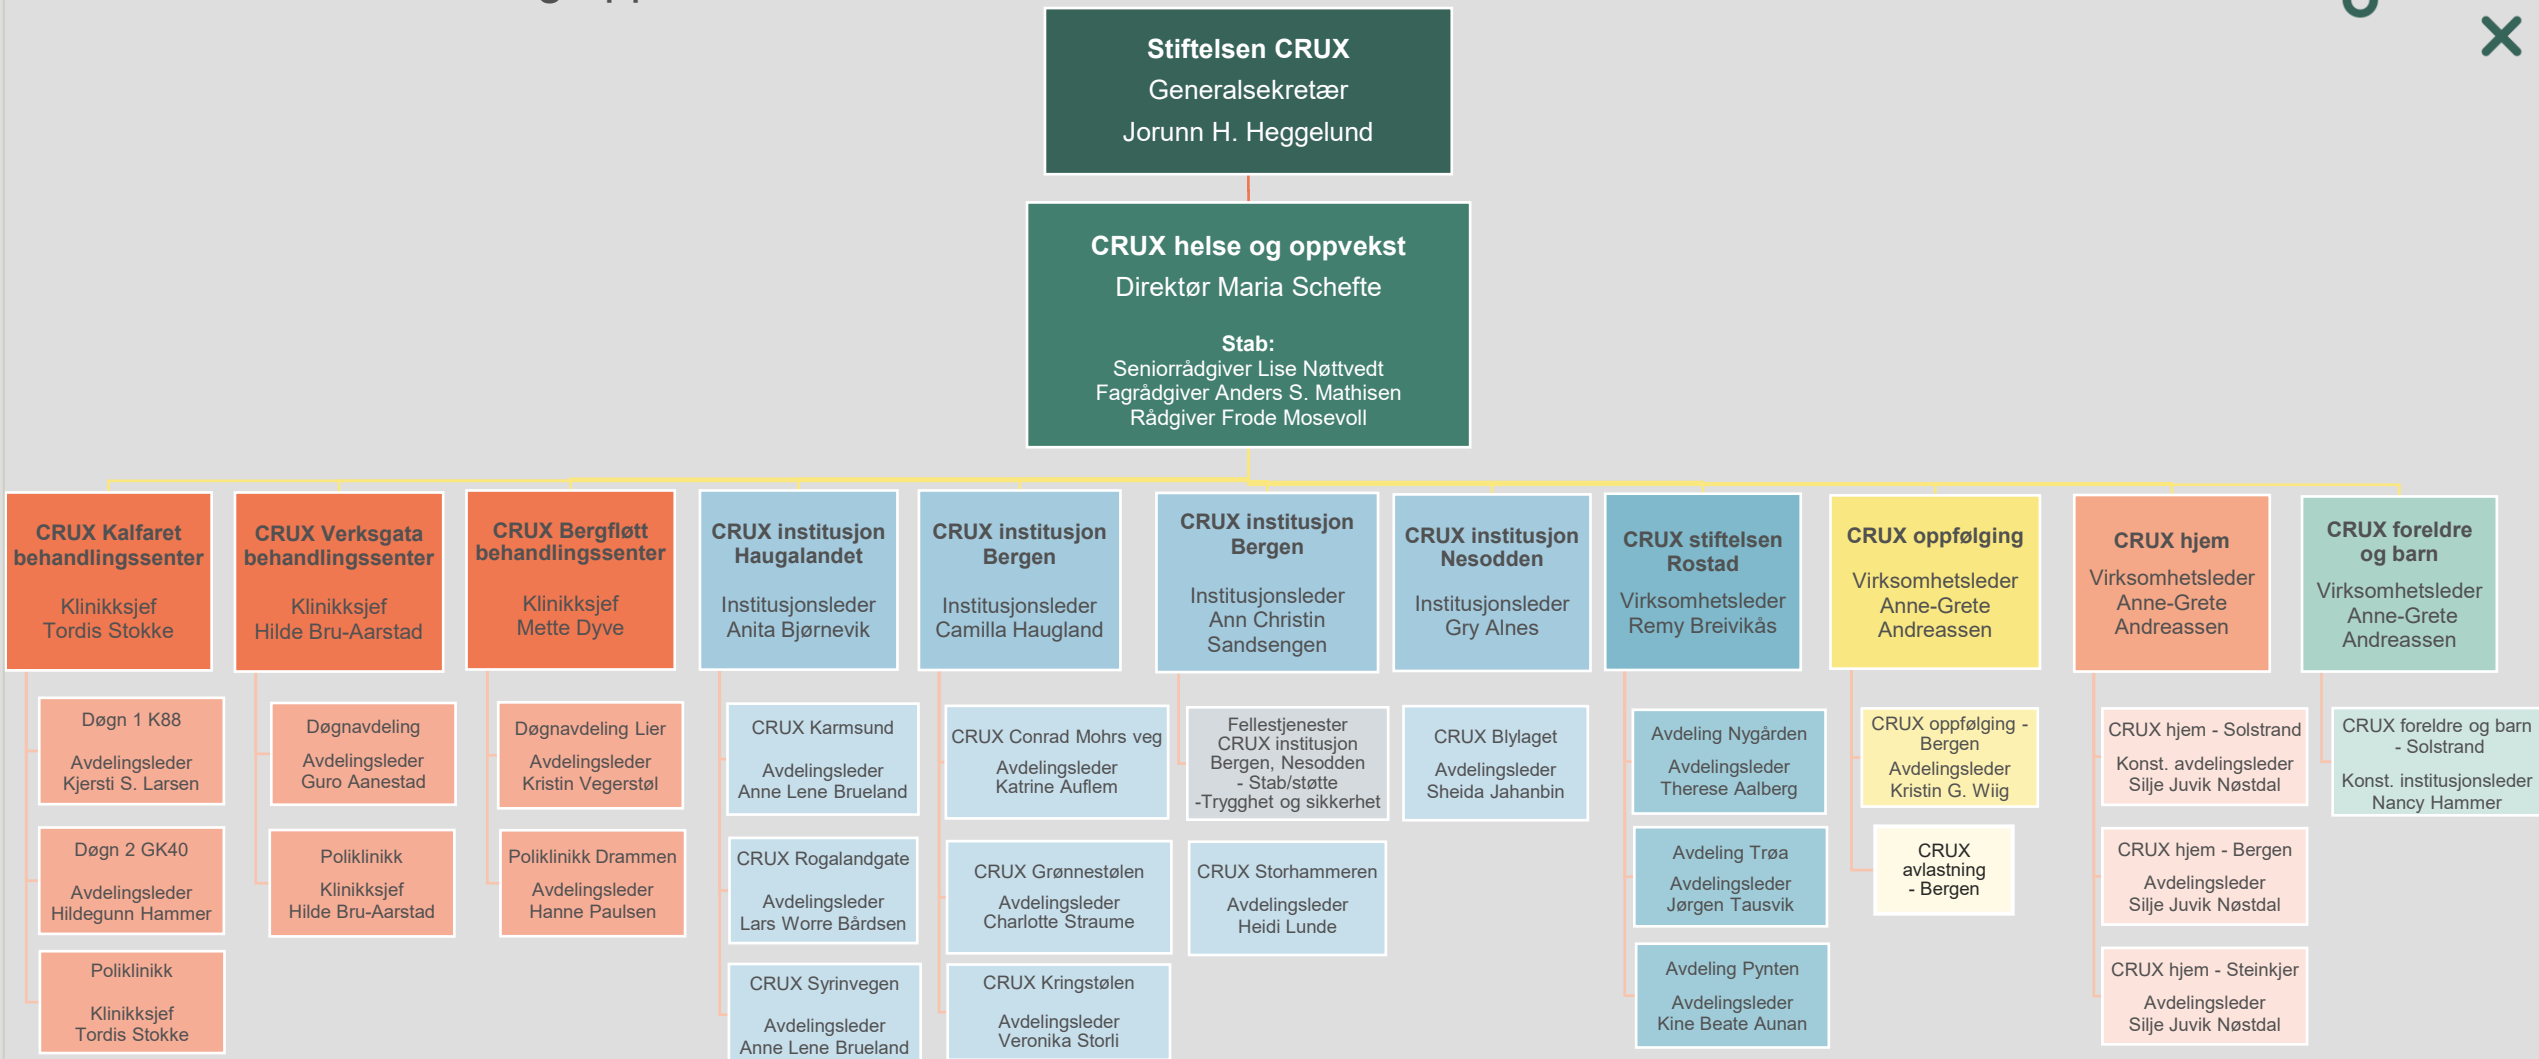 Stiftelsen CRUX
Generalsekretær
Jorunn H. Heggelund
CRUX helse og oppvekst
Direktør Maria Schefte
Stab:
Seniorrådgiver Lise Nøttvedt
Fagrådgiver Anders S. Mathisen
Rådgiver Frode Mosevoll
CRUX Kalfaret
behandlingssenter
Klinikksjef
Tordis Stokke
Døgn 1 K88
Avdelingsleder
Kjersti S. Larsen
Døgn 2 GK40
Avdelingsleder
Hildegunn Hammer
Poliklinikk
Klinikksjef
Tordis Stokke
CRUX Verksgata
behandlingssenter
Klinikksjef
Hilde Bru-Aarstad
Døgnavdeling
Avdelingsleder
Guro Aanestad
Poliklinikk
Klinikksjef
Hilde Bru-Aarstad
CRUX Bergfløtt
behandlingssenter
Klinikksjef
Mette Dyve
Døgnavdeling Lier
Avdelingsleder
Kristin Vegerstøl
Poliklinikk Drammen
Avdelingsleder
Hanne Paulsen
CRUX institusjon
Haugalandet
Institusjonsleder
Anita Bjørnevik
CRUX Karmsund
Avdelingsleder
Anne Lene Brueland
CRUX Rogalandgate
Avdelingsleder
Lars Worre Bårdsen
CRUX Syrinvegen
Avdelingsleder
Anne Lene Brueland
CRUX institusjon
Bergen
Institusjonsleder
Camilla Haugland
CRUX Conrad Mohrs veg
Avdelingsleder
Katrine Auflem
CRUX Grønnestølen
Avdelingsleder
Charlotte Straume
CRUX Kringstølen
Avdelingsleder
Veronika Storli
CRUX institusjon
Bergen
Institusjonsleder
Ann Christin
Sandsengen
Fellestjenester
CRUX institusjon
Bergen, Nesodden
- Stab/støtte
-Trygghet og sikkerhet
CRUX Storhammeren
Avdelingsleder
Heidi Lunde
CRUX institusjon
Nesodden
Institusjonsleder
Gry Alnes
CRUX Blylaget
Avdelingsleder
Sheida Jahanbin
CRUX stiftelsen
Rostad
Virksomhetsleder
Remy Breivikås
Avdeling Nygården
Avdelingsleder
Therese Aalberg
Avdeling Trøa
Avdelingsleder
Jørgen Tausvik
Avdeling Pynten
Avdelingsleder
Kine Beate Aunan
CRUX oppfølging
Virksomhetsleder
Anne-Grete
Andreassen
CRUX oppfølging -
Bergen
Avdelingsleder
Kristin G. Wiig
CRUX
avlastning
- Bergen
CRUX hjem
Virksomhetsleder
Anne-Grete
Andreassen
CRUX hjem - Solstrand
Konst. avdelingsleder
Silje Juvik Nøstdal
CRUX hjem - Bergen
Avdelingsleder
Silje Juvik Nøstdal
CRUX hjem - Steinkjer
Avdelingsleder
Silje Juvik Nøstdal
CRUX foreldre
og barn
Virksomhetsleder
Anne-Grete
Andreassen
CRUX foreldre og barn
- Solstrand
Konst. institusjonsleder
Nancy Hammer